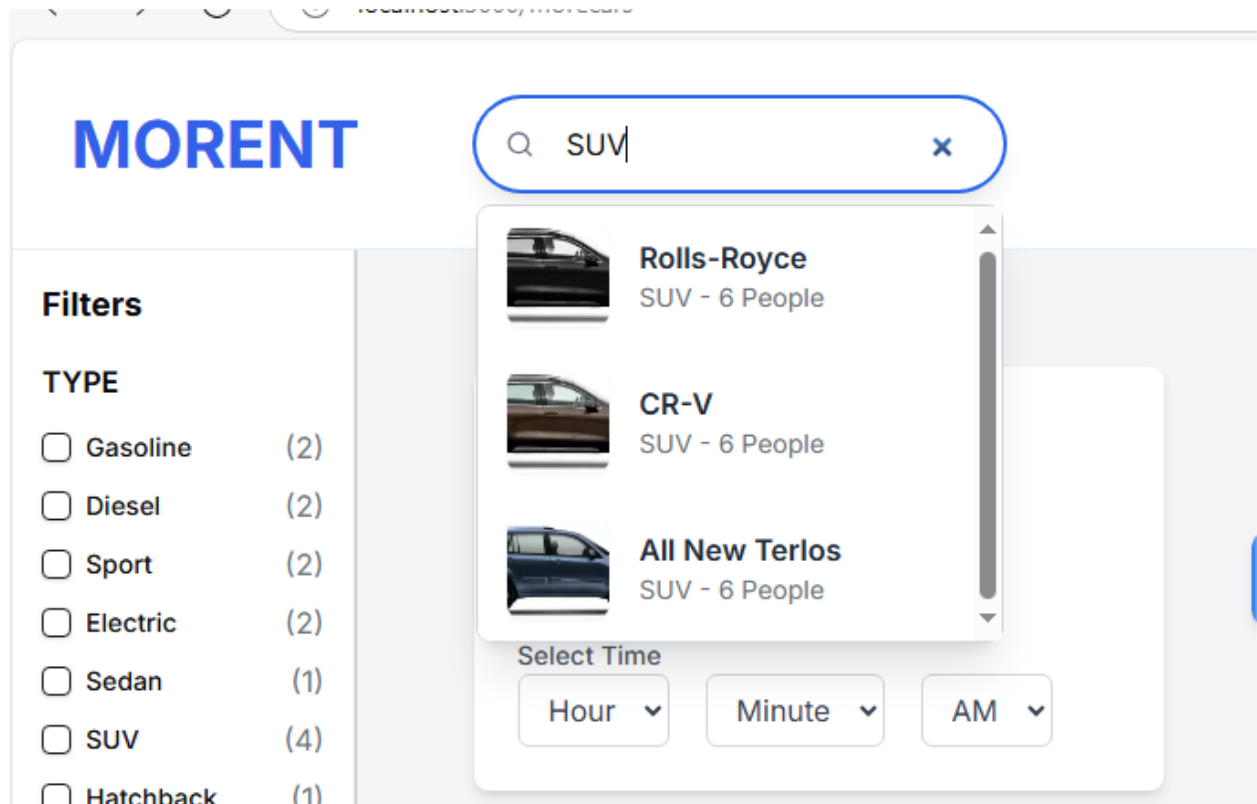 MORENT
SUV
Rolls-Royce
SUV - 6 People
CR-V
SUV - 6 People
All New Terlos
SUV - 6 People
Filters
TYPE
Gasoline (2)
Diesel (2)
Sport (2)
Electric (2)
Sedan (1)
SUV (4)
Hatchback (1)
Select Time
Hour Minute AM